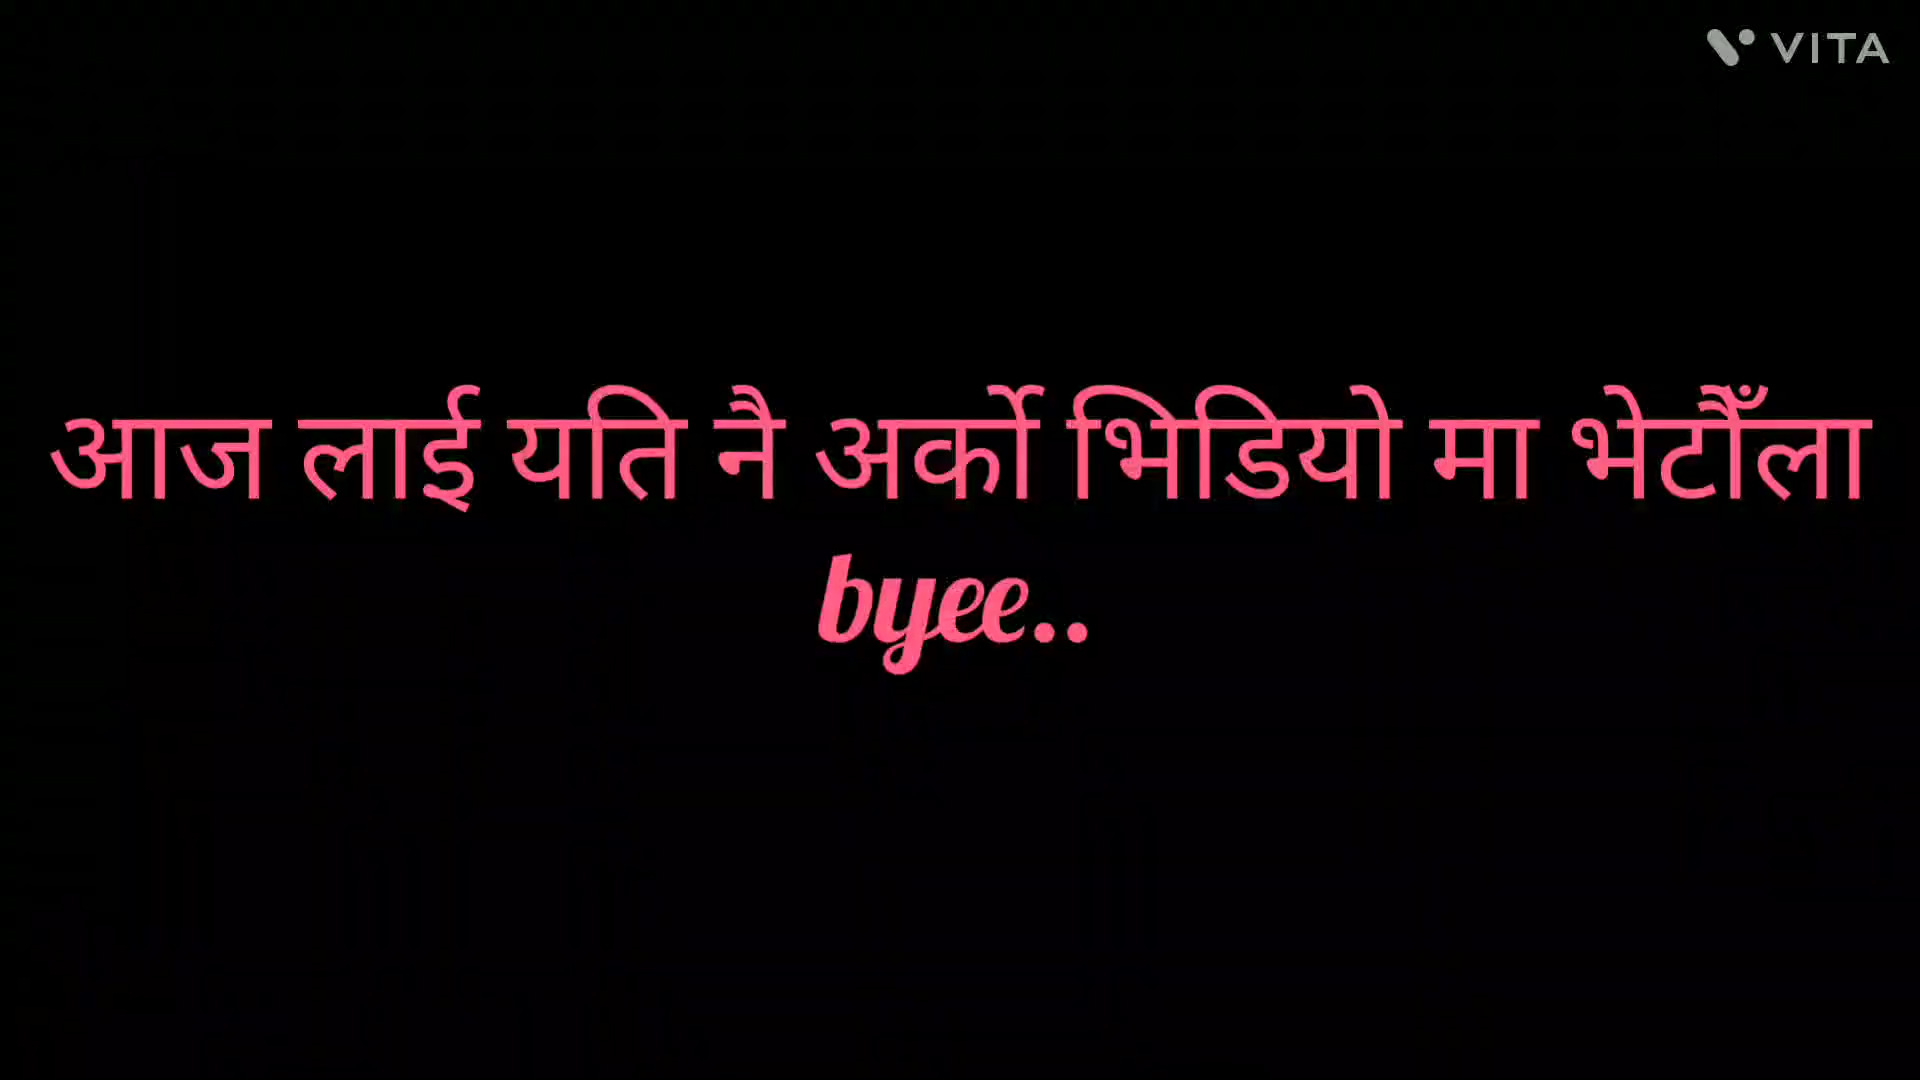 VITA
आज लाई यति नै अर्को भिडियो मा भेटौँला
byee..